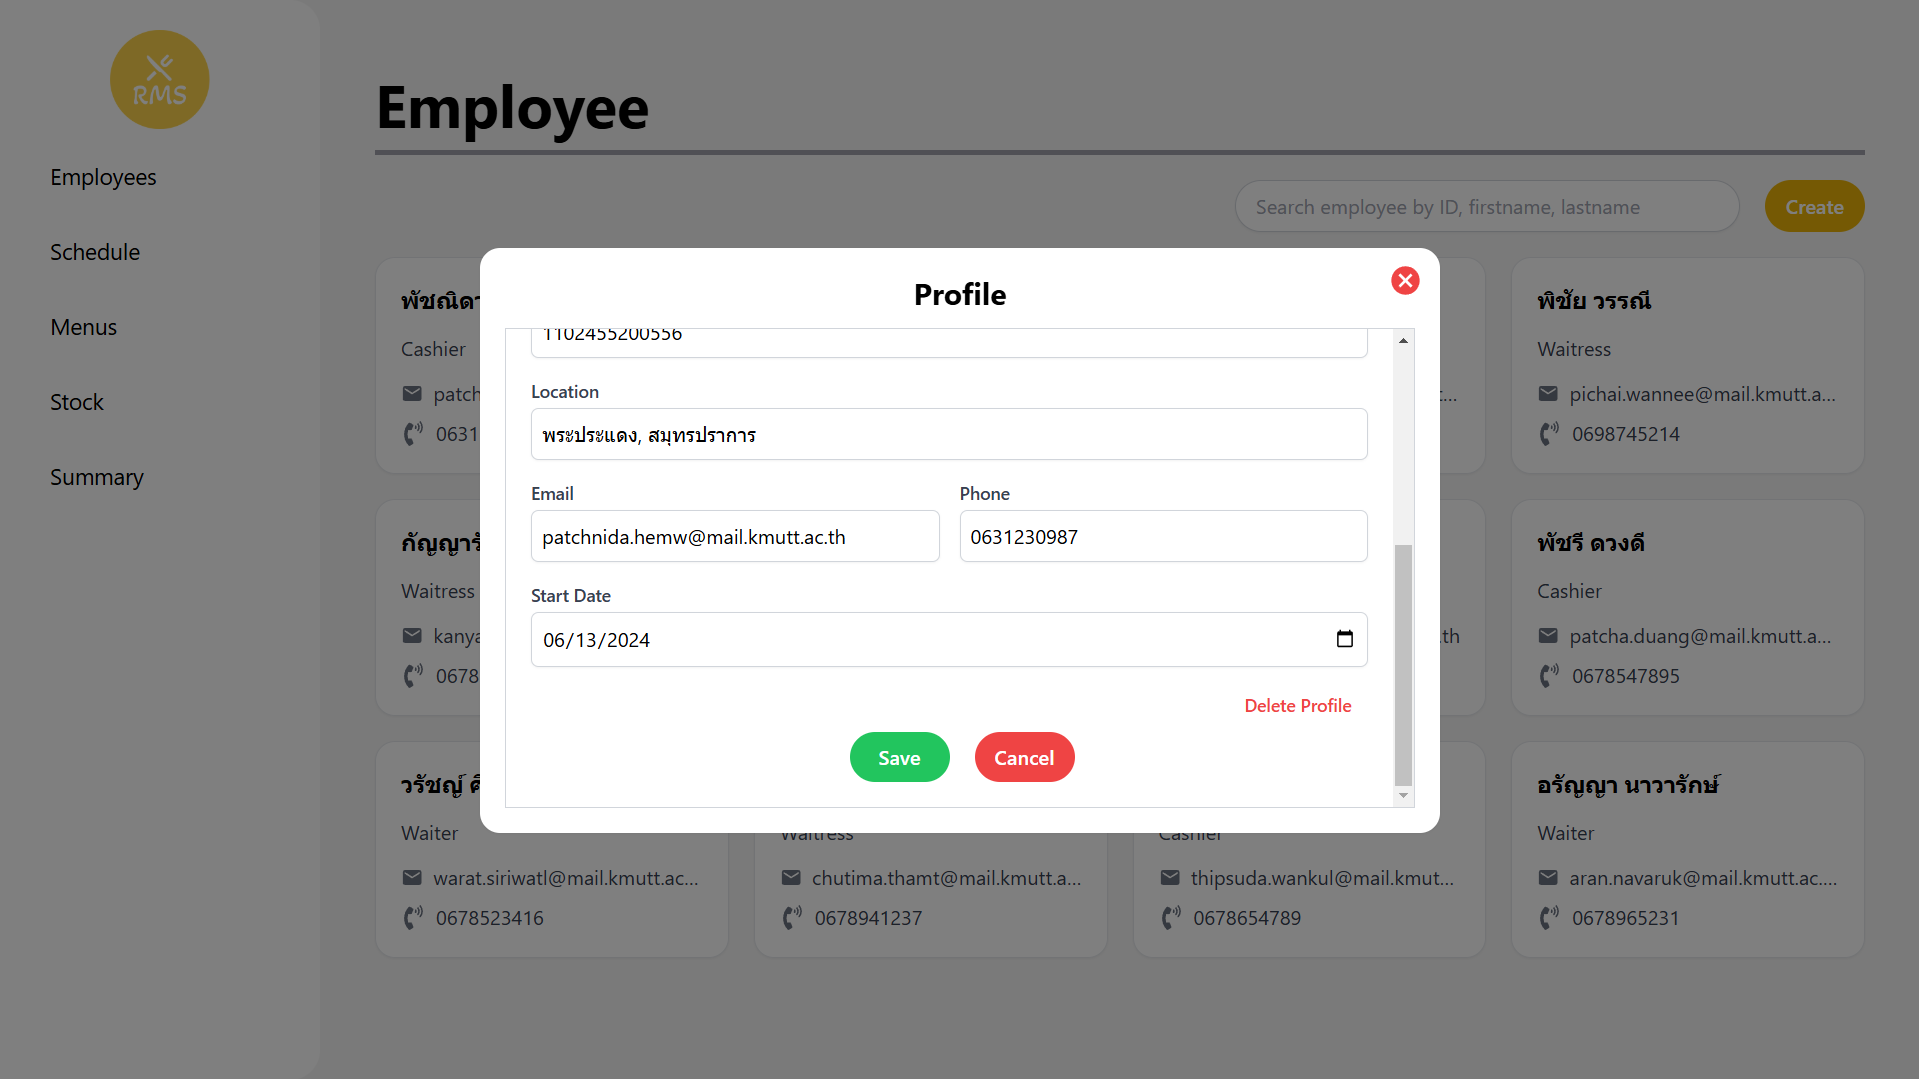 RMS
Employees
Schedule
Menus
Stock
Summary
Employee
Search employee by ID, firstname, lastname
Create
Profile
1102455200556
Location
พระประแดง, สมุทรปราการ
Email
Phone
patchnida.hemw@mail.kmutt.ac.th
0631230987
Start Date
06/13/2024
Delete Profile
Save
Cancel
พัชณิดา
Cashier
patch
0631
พิชัย วรรณี
Waitress
pichai.wannee@mail.kmutt.a...
0698745214
กัญญารั
Waitress
kanya
0678
.th
พัชรี ดวงดี
Cashier
patcha.duang@mail.kmutt.a...
0678547895
วรัชญ์ ศิ
Waiter
warat.siriwatl@mail.kmutt.ac...
0678523416
Waitress
chutima.thamt@mail.kmutt.a...
0678941237
Cashier
thipsuda.wankul@mail.kmut...
0678654789
อรัญญา นาวารักษ์
Waiter
aran.navaruk@mail.kmutt.ac....
0678965231